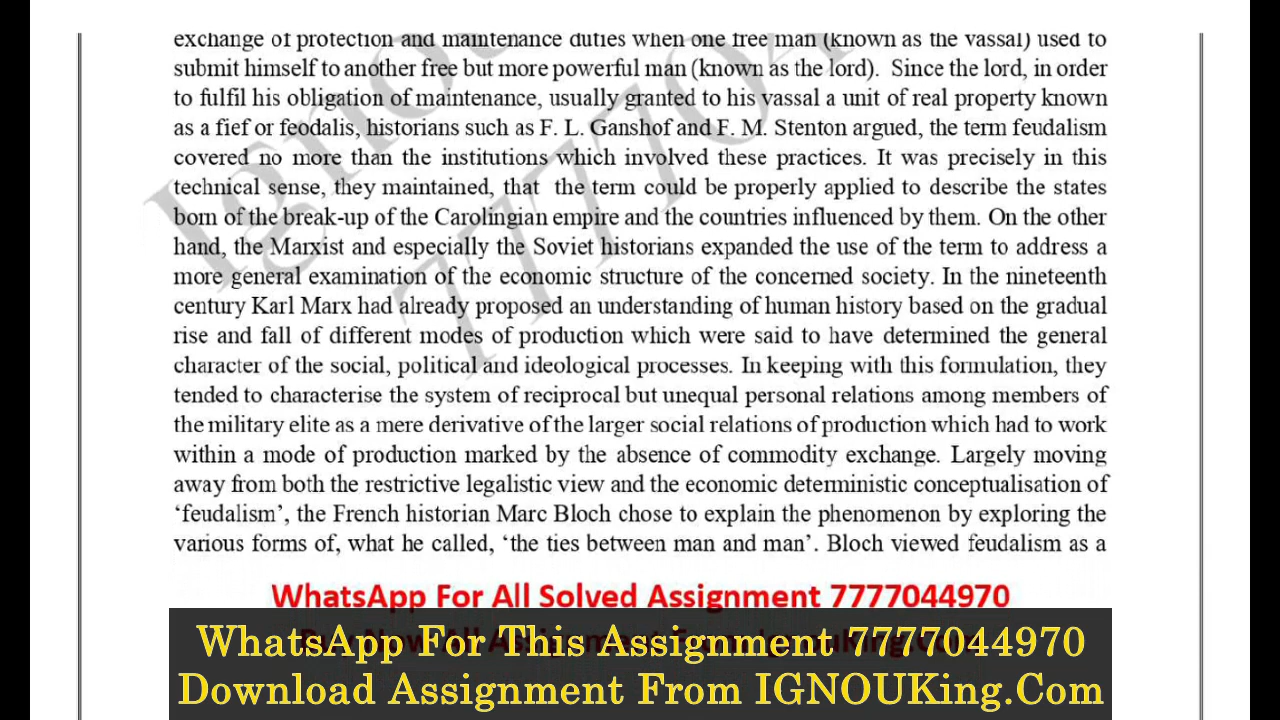 exchange of protection and maintenance duties when one free man (known as the vassal) used to
submit himself to another free but more powerful man (known as the lord). Since the lord, in order
to fulfil his obligation of maintenance, usually granted to his vassal a unit of real property known
as a fief or feodalis, historians such as F. L. Ganshof and F. M. Stenton argued, the term feudalism
covered no more than the institutions which involved these practices. It was precisely in this
technical sense, they maintained, that the term could be properly applied to describe the states
born of the break-up of the Carolingian empire and the countries influenced by them. On the other
hand, the Marxist and especially the Soviet historians expanded the use of the term to address a
more general examination of the economic structure of the concerned society. In the nineteenth
century Karl Marx had already proposed an understanding of human history based on the gradual
rise and fall of different modes of production which were said to have determined the general
character of the social, political and ideological processes. In keeping with this formulation, they
tended to characterise the system of reciprocal but unequal personal relations among members of
the military elite as a mere derivative of the larger social relations of production which had to work
within a mode of production marked by the absence of commodity exchange. Largely moving
away from both the restrictive legalistic view and the economic deterministic conceptualisation of
‘feudalism’, the French historian Marc Bloch chose to explain the phenomenon by exploring the
various forms of, what he called, ‘the ties between man and man’. Bloch viewed feudalism as a
WhatsApp For All Solved Assignment 7777044970
WhatsApp For This Assignment 7777044970
Download Assignment From IGNOUKing.Com